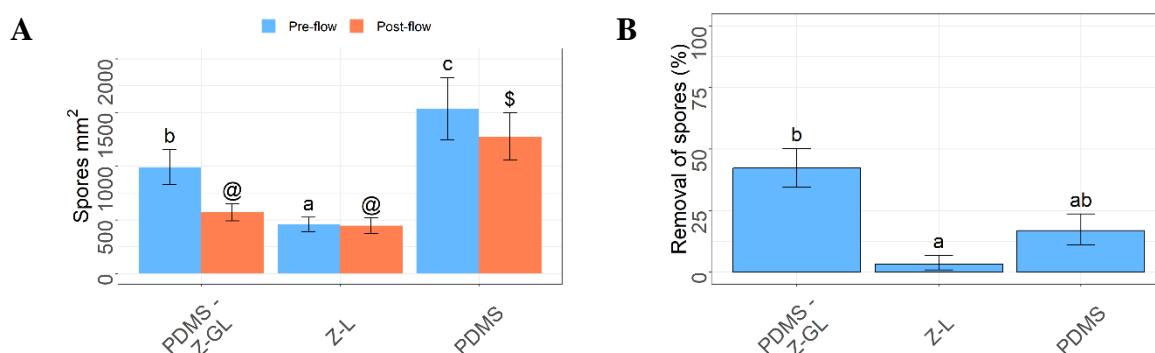 A
Pre-flow Post-flow
Spores mm²
0 500 1000 1500 2000
b
@
a
@
c
$
PDMS -
Z-GL
Z-L
PDMS
B
Removal of spores (%)
0 25 50 75 100
b
a
ab
PDMS -
Z-GL
Z-L
PDMS